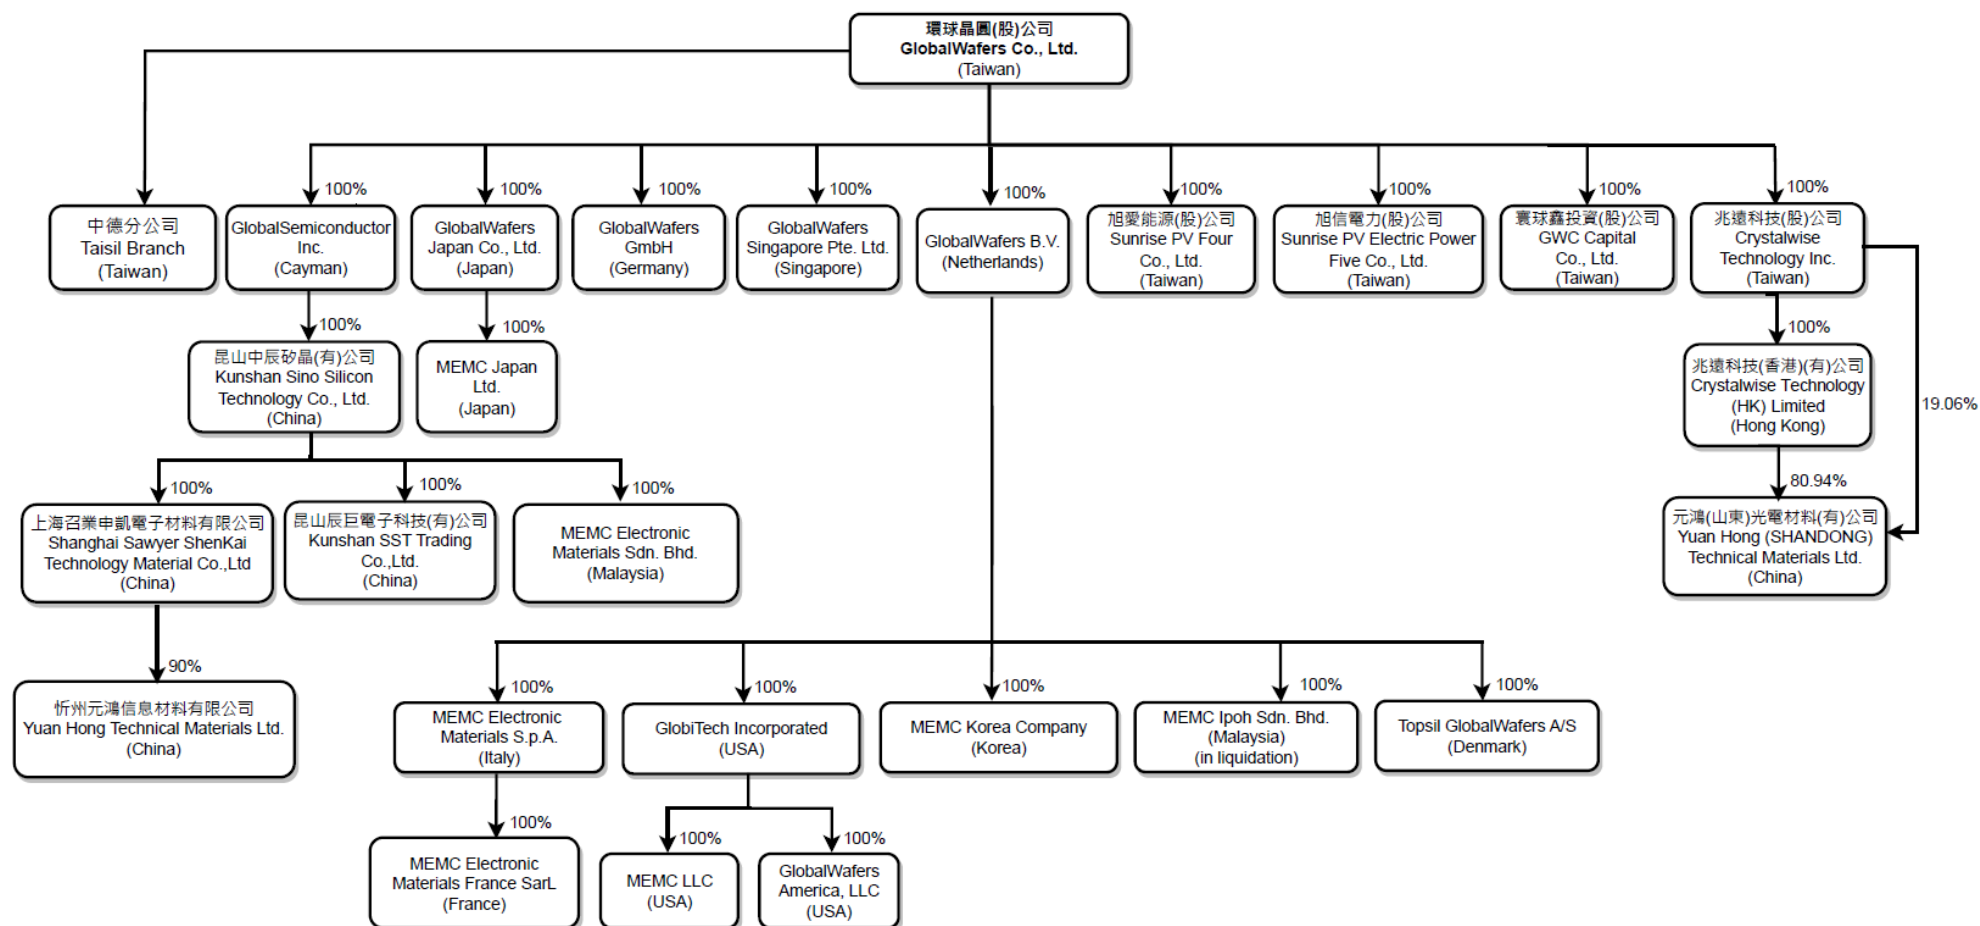 環球晶圓(股)公司
GlobalWafers Co., Ltd.
(Taiwan)
中德分公司
Taisil Branch
(Taiwan)
100%
GlobalSemiconductor
Inc.
(Cayman)
100%
GlobalWafers
Japan Co., Ltd.
(Japan)
100%
GlobalWafers
GmbH
(Germany)
100%
GlobalWafers
Singapore Pte. Ltd.
(Singapore)
100%
GlobalWafers B.V.
(Netherlands)
100%
旭愛能源(股)公司
Sunrise PV Four
Co., Ltd.
(Taiwan)
100%
旭信電力(股)公司
Sunrise PV Electric Power
Five Co., Ltd.
(Taiwan)
100%
寰球鑫投資(股)公司
GWC Capital
Co., Ltd.
(Taiwan)
100%
兆遠科技(股)公司
Crystalwise
Technology Inc.
(Taiwan)
100%
昆山中辰矽晶(有)公司
Kunshan Sino Silicon
Technology Co., Ltd.
(China)
100%
MEMC Japan
Ltd.
(Japan)
100%
兆遠科技(香港)(有)公司
Crystalwise Technology
(HK) Limited
(Hong Kong)
19.06%
100%
上海召業申凱電子材料有限公司
Shanghai Sawyer ShenKai
Technology Material Co.,Ltd
(China)
100%
昆山辰巨電子科技(有)公司
Kunshan SST Trading
Co.,Ltd.
(China)
100%
MEMC Electronic
Materials Sdn. Bhd.
(Malaysia)
80.94%
元鴻(山東)光電材料(有)公司
Yuan Hong (SHANDONG)
Technical Materials Ltd.
(China)
90%
忻州元鴻信息材料有限公司
Yuan Hong Technical Materials Ltd.
(China)
100%
MEMC Electronic
Materials S.p.A.
(Italy)
100%
GlobiTech Incorporated
(USA)
100%
MEMC Korea Company
(Korea)
100%
MEMC Ipoh Sdn. Bhd.
(Malaysia)
(in liquidation)
100%
Topsil GlobalWafers A/S
(Denmark)
100%
MEMC Electronic
Materials France SarL
(France)
100%
MEMC LLC
(USA)
100%
GlobalWafers
America, LLC
(USA)